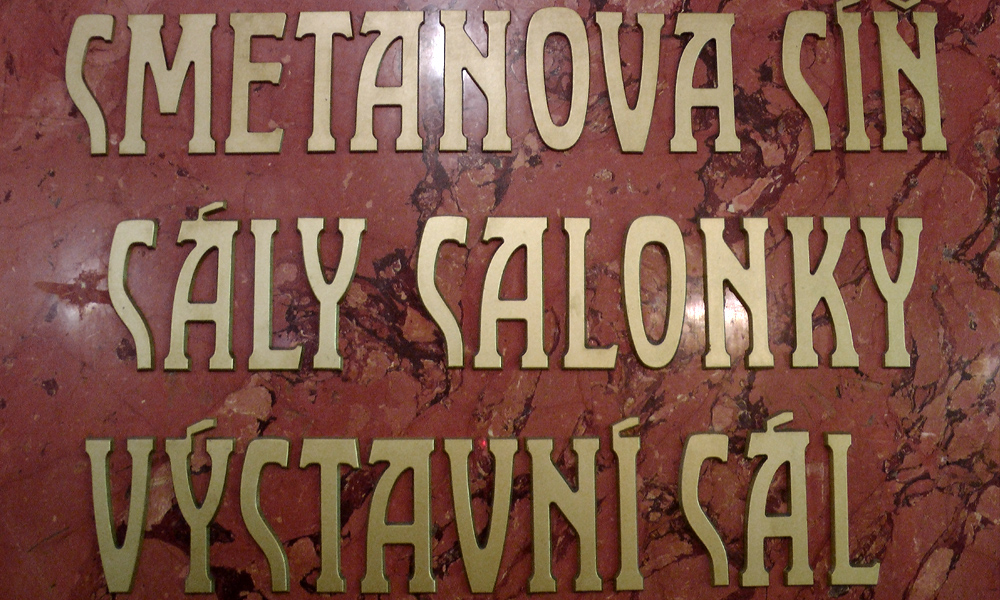 SMETANOVA SÍŇ
SÁLY SALONKY
VÝSTAVNÍ SÁL